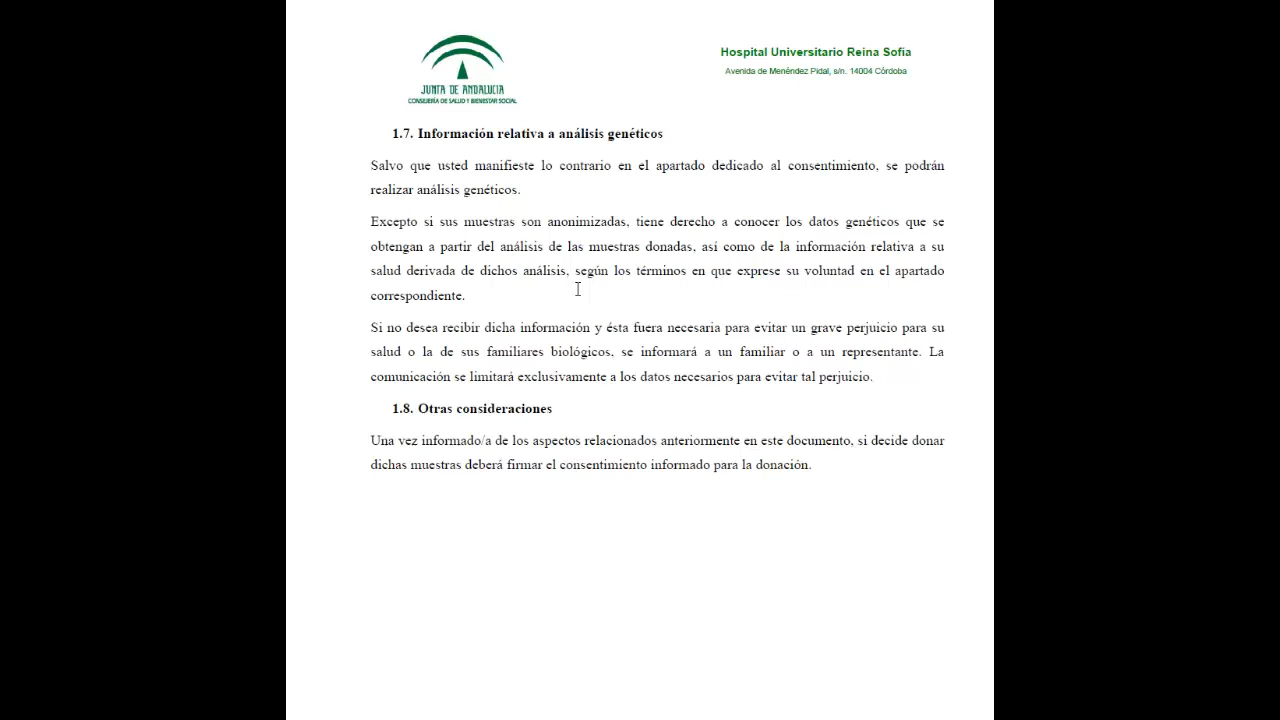 JUNTA DE ANDALUCIA
CONSEJERÍA DE SALUD Y BIENESTAR SOCIAL
Hospital Universitario Reina Sofia
Avenida de Menéndez Pidal, s/n. 14004 Córdoba
1.7. Información relativa a análisis genéticos
Salvo que usted manifieste lo contrario en el apartado dedicado al consentimiento, se podrán
realizar análisis genéticos.
Excepto si sus muestras son anonimizadas, tiene derecho a conocer los datos genéticos que se
obtengan a partir del análisis de las muestras donadas, así como de la información relativa a su
salud derivada de dichos análisis, según los términos en que exprese su voluntad en el apartado
correspondiente.
Si no desea recibir dicha información y ésta fuera necesaria para evitar un grave perjuicio para su
salud o la de sus familiares biológicos, se informará a un familiar o a un representante. La
comunicación se limitará exclusivamente a los datos necesarios para evitar tal perjuicio.
1.8. Otras consideraciones
Una vez informado/a de los aspectos relacionados anteriormente en este documento, si decide donar
dichas muestras deberá firmar el consentimiento informado para la donación.